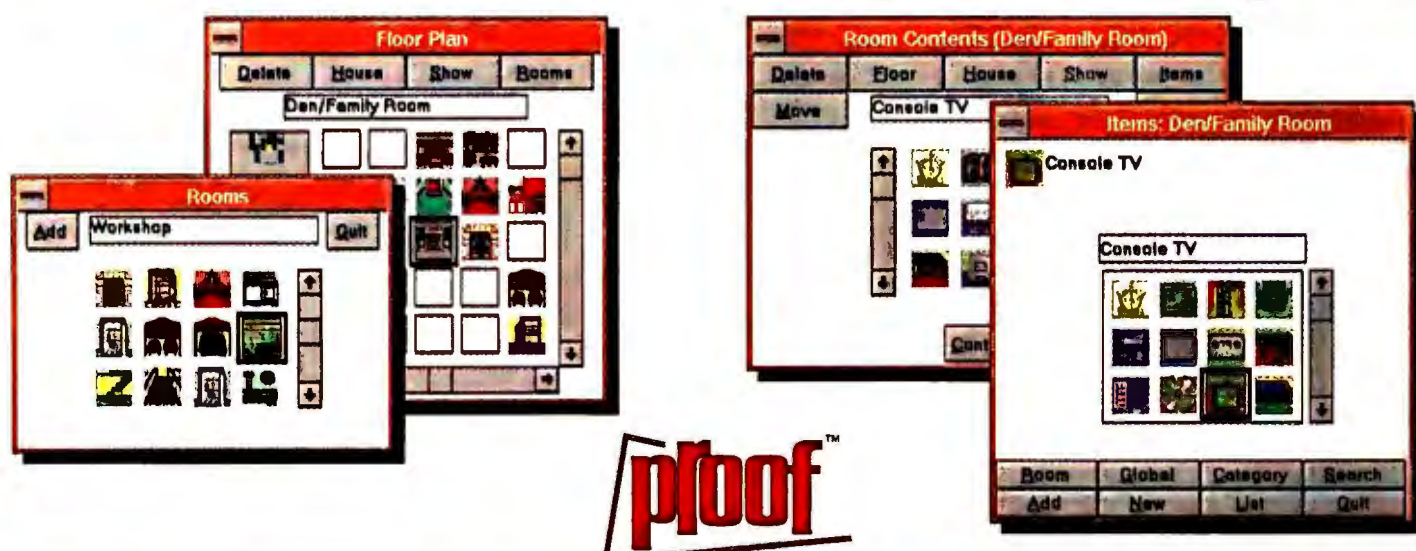 Floor Plan
Delete House Show Rooms
Den/Family Room
Rooms
Add Workshop Quit
Room Contents (Den/Family Room)
Delete Floor House Show Items
Move Console TV
Items: Den/Family Room
Console TV
Console TV
Room Global Category Search
Add New List Quit
proof™